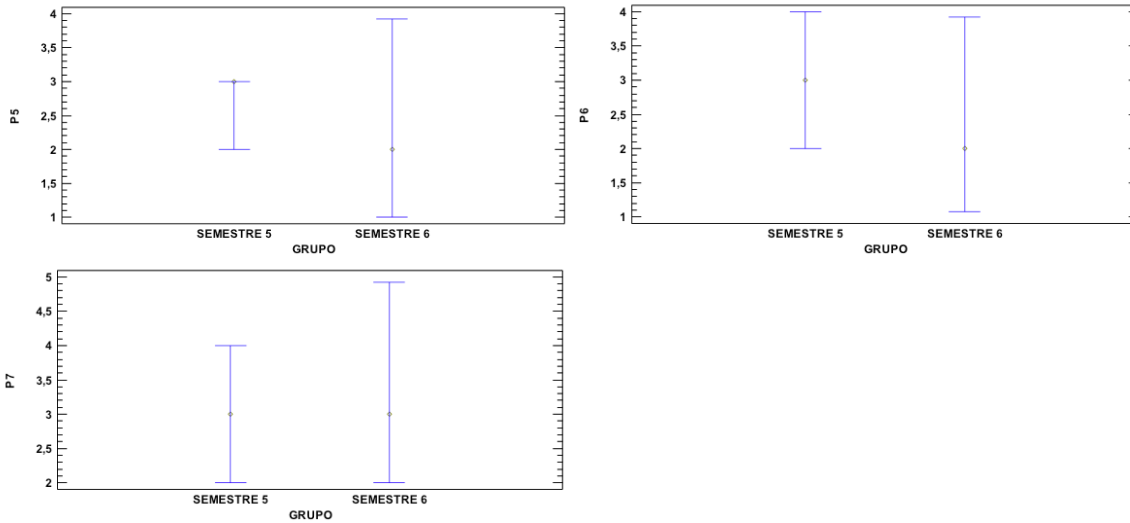 P5
4
3,5
3
2,5
2
1,5
1
SEMESTRE 5 SEMESTRE 6
GRUPO
P6
4
3,5
3
2,5
2
1,5
1
SEMESTRE 5 SEMESTRE 6
GRUPO
P7
5
4,5
4
3,5
3
2,5
2
SEMESTRE 5 SEMESTRE 6
GRUPO